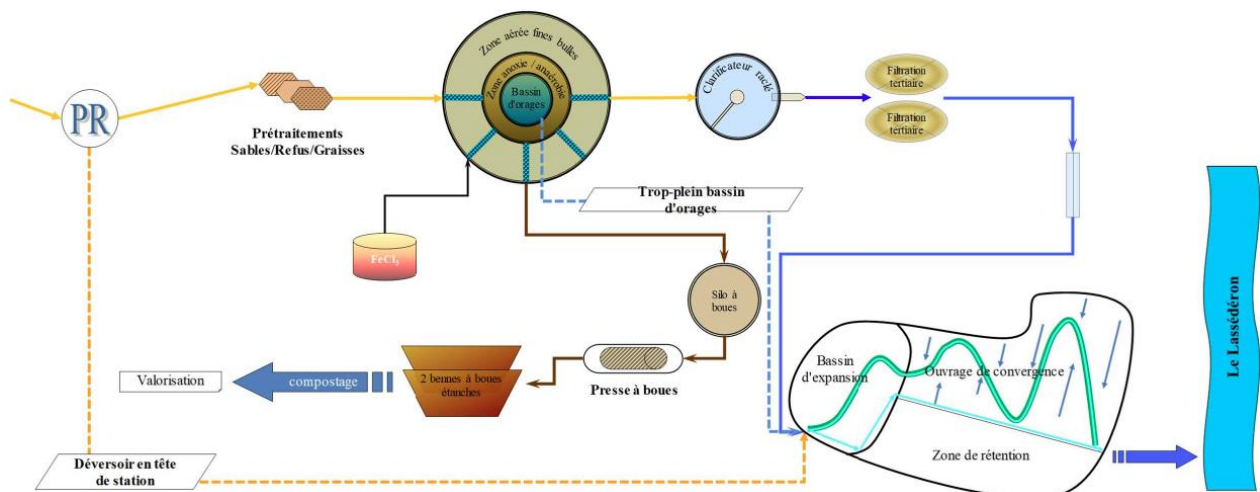 Zone aérée fines bulles
Zone anoxie / anaérobie
Bassin
d'orages
Clarificateur raclé
Filtration
tertiaire
Filtration
tertiaire
PR
Prétraitements
Sables/Refus/Graisses
Trop-plein bassin
d'orages
FeCl3
Silo à
boues
Le Lassédéron
Bassin
d'expansion
Ouvrage de convergence
Valorisation
compostage
2 bennes à boues
étanches
Presse à boues
Zone de rétention
Déversoir en tête
de station